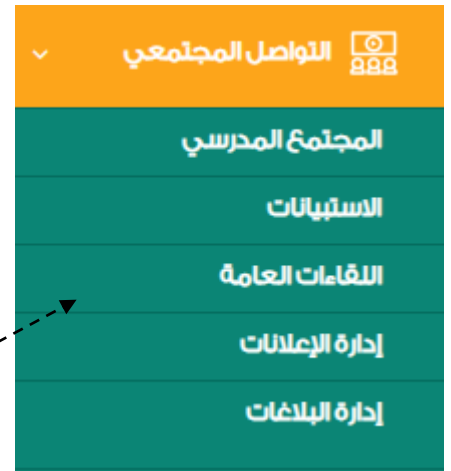 التواصل المجتمعي
المجتمع المدرسي
الاستبيانات
اللقاءات العامة
إدارة الإعلانات
إدارة البلاغات